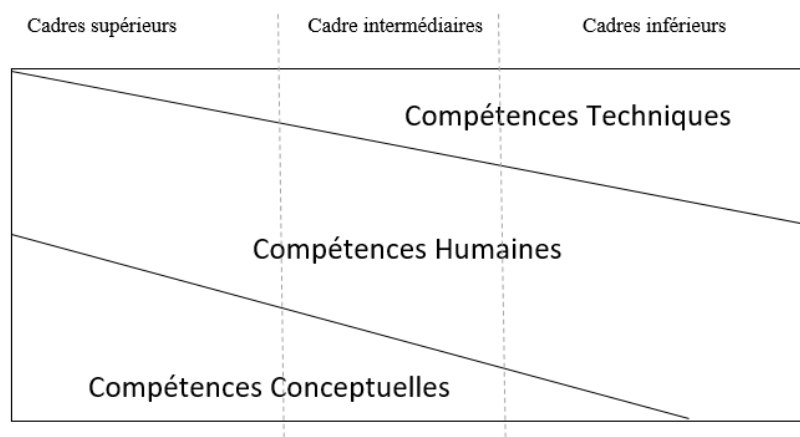 Cadres supérieurs
Cadre intermédiaires
Cadres inférieurs
Compétences Techniques
Compétences Humaines
Compétences Conceptuelles